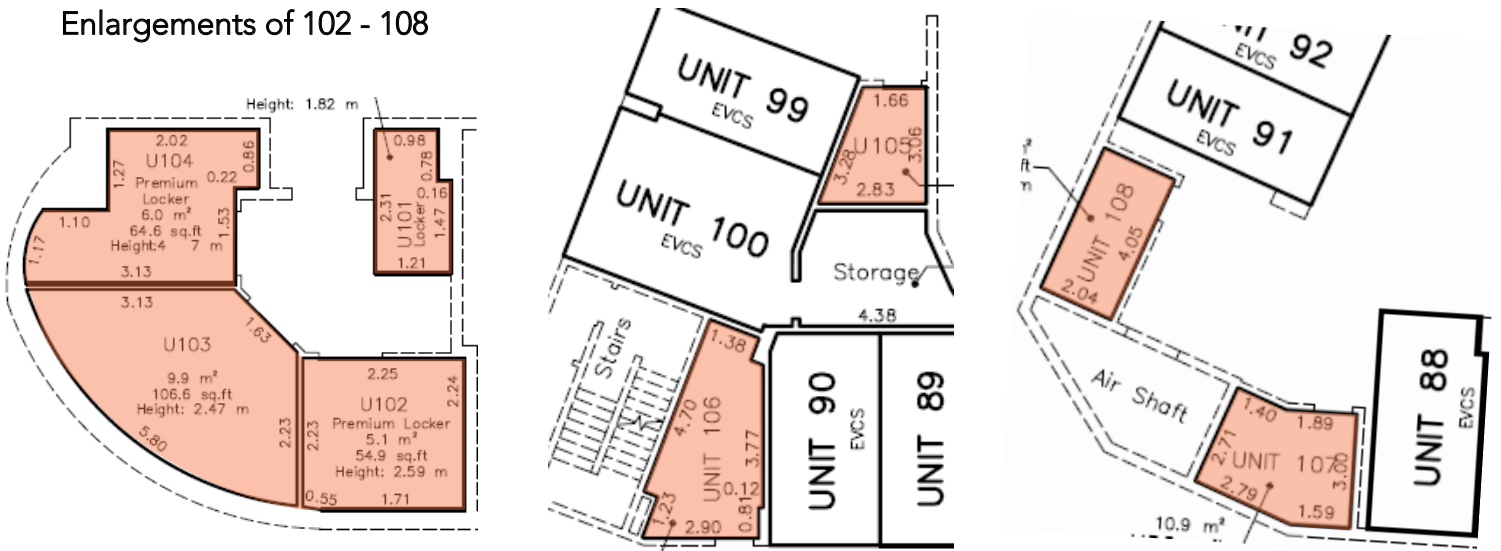 Enlargements of 102 - 108
Height: 1.82 m
2.02
U104
1.27
0.86
0.22
Premium
Locker
6.0 m²
64.6 sq.ft
Height:4 7 m
1.10
1.53
1.17
3.13
0.98
0.78
0.16
2.31
U101
Locker
1.47
1.21
3.13
1.63
U103
9.9 m²
106.6 sq.ft
Height: 2.47 m
5.80
2.23
2.25
2.24
U102
Premium Locker
5.1 m²
54.9 sq.ft
Height: 2.59 m
2.23
0.55
1.71
UNIT 99
EVCS
1.66
U105
3.06
3.28
2.83
UNIT 100
EVCS
Storage
4.38
Stairs
1.38
4.70
UNIT 106
3.77
0.12
0.81
1.23
2.90
UNIT 90
EVCS
UNIT 89
92
EVCS
UNIT 91
EVCS
UNIT 108
4.05
2.04
Air Shaft
1.40
1.89
2.71
UNIT 107
3.60
2.79
1.59
10.9 m²
UNIT 88
EVCS